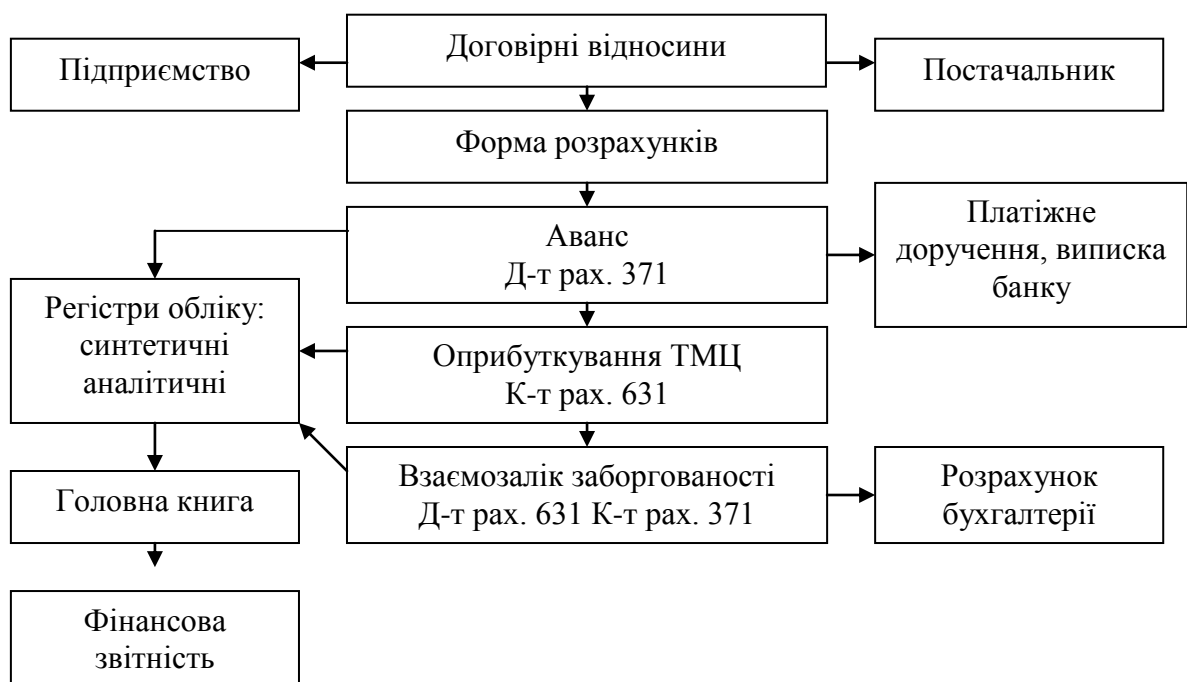 Договірні відносини
Підприємство
Постачальник
Форма розрахунків
Аванс
Д-т рах. 371
Платіжне
доручення, виписка
банку
Регістри обліку:
синтетичні
аналітичні
Оприбуткування ТМЦ
К-т рах. 631
Взаємозалік заборгованості
Д-т рах. 631 К-т рах. 371
Розрахунок
бухгалтерії
Головна книга
Фінансова
звітність